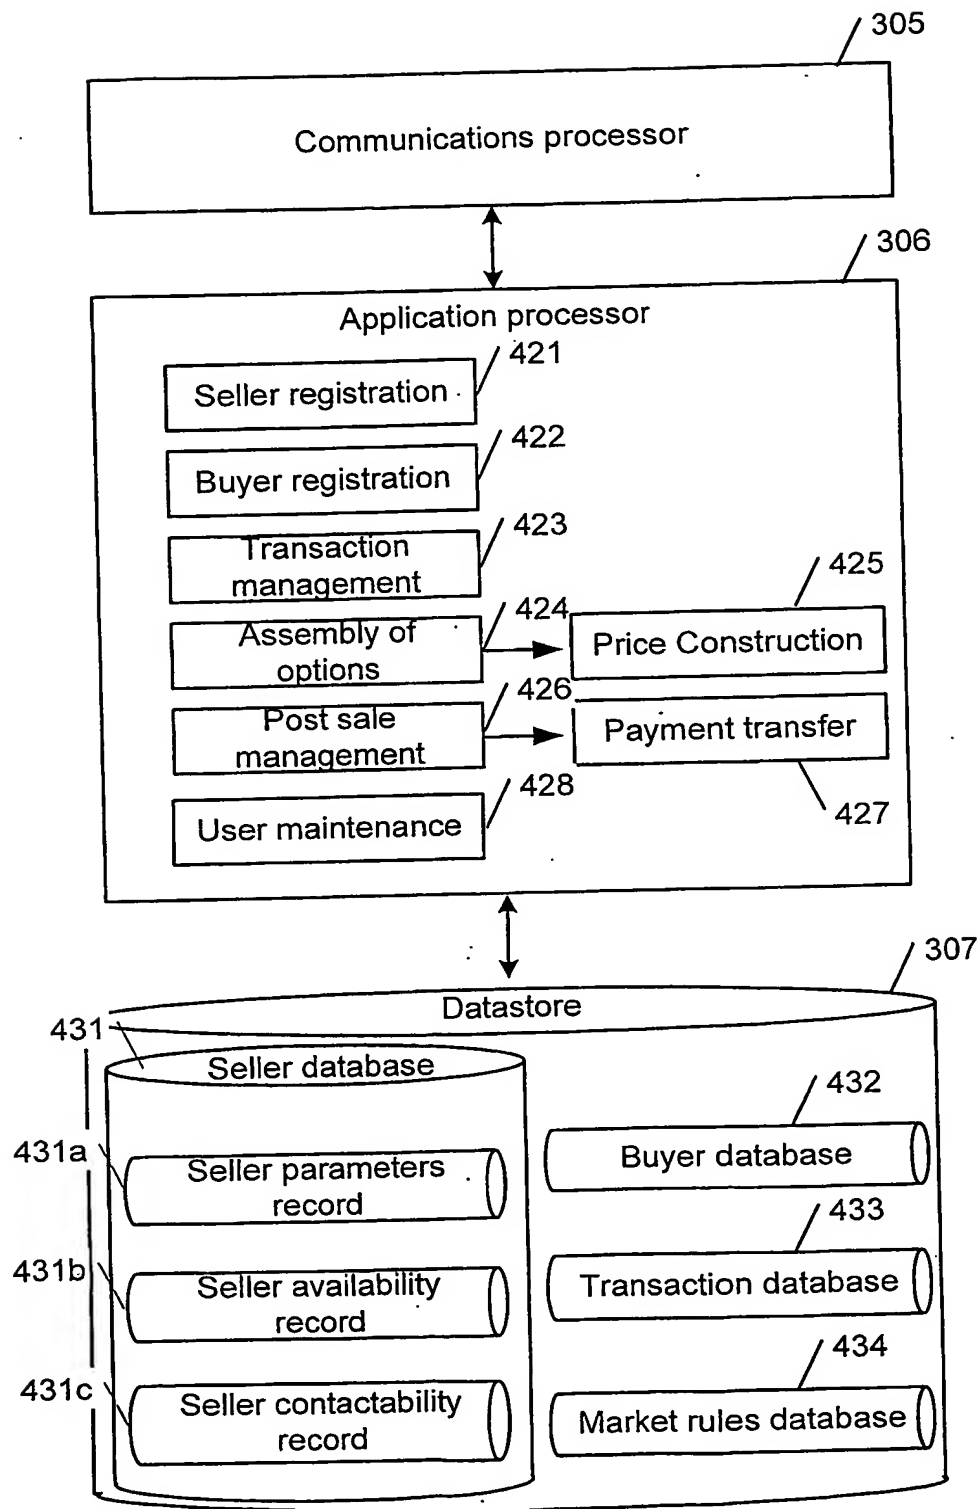 305
Communications processor
306
Application processor
421
Seller registration
422
Buyer registration
423
Transaction
management
424
Assembly of
options
425
Price Construction
426
Post sale
management
Payment transfer
427
428
User maintenance
307
Datastore
431
Seller database
431a
Seller parameters
record
431b
Seller availability
record
431c
Seller contactability
record
432
Buyer database
433
Transaction database
434
Market rules database